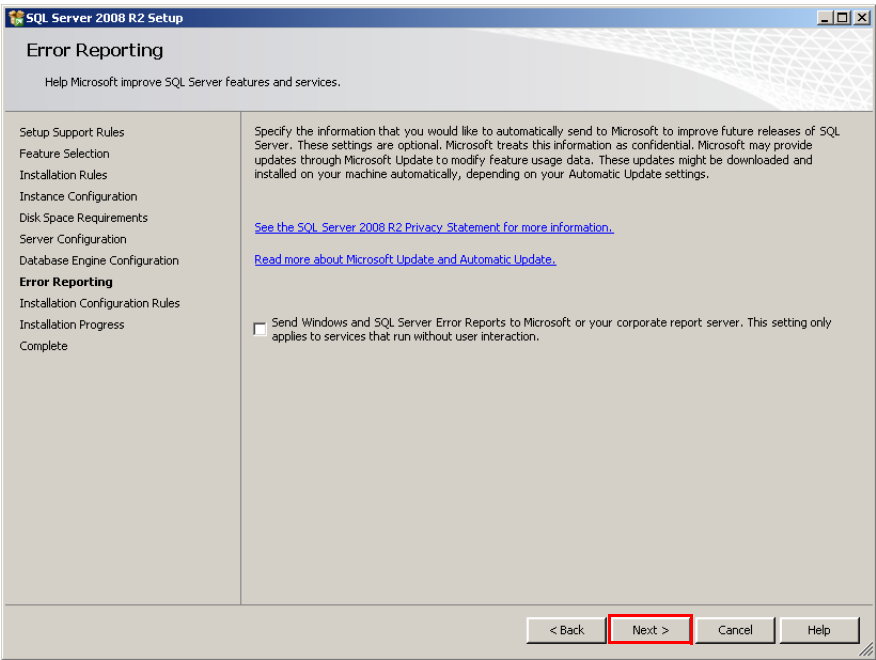 SQL Server 2008 R2 Setup
Error Reporting
Help Microsoft improve SQL Server features and services.
Setup Support Rules
Feature Selection
Installation Rules
Instance Configuration
Disk Space Requirements
Server Configuration
Database Engine Configuration
Error Reporting
Installation Configuration Rules
Installation Progress
Complete
Specify the information that you would like to automatically send to Microsoft to improve future releases of SQL
Server. These settings are optional. Microsoft treats this information as confidential. Microsoft may provide
updates through Microsoft Update to modify feature usage data. These updates might be downloaded and
installed on your machine automatically, depending on your Automatic Update settings.
See the SQL Server 2008 R2 Privacy Statement for more information.
Read more about Microsoft Update and Automatic Update.
Send Windows and SQL Server Error Reports to Microsoft or your corporate report server. This setting only
applies to services that run without user interaction.
< Back
Next >
Cancel
Help